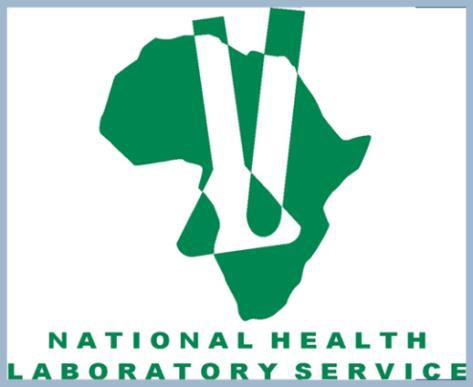 NATIONAL HEALTH
LABORATORY SERVICE